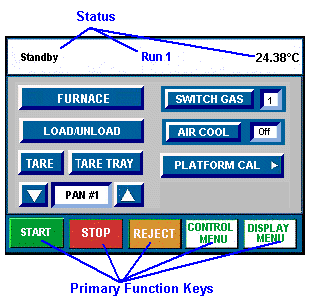 Status
Standby
Run 1
24.38°C
FURNACE
SWITCH GAS 1
LOAD/UNLOAD
AIR COOL Off
TARE
TARE TRAY
PLATFORM CAL
PAN #1
START
STOP
REJECT
CONTROL
MENU
DISPLAY
MENU
Primary Function Keys